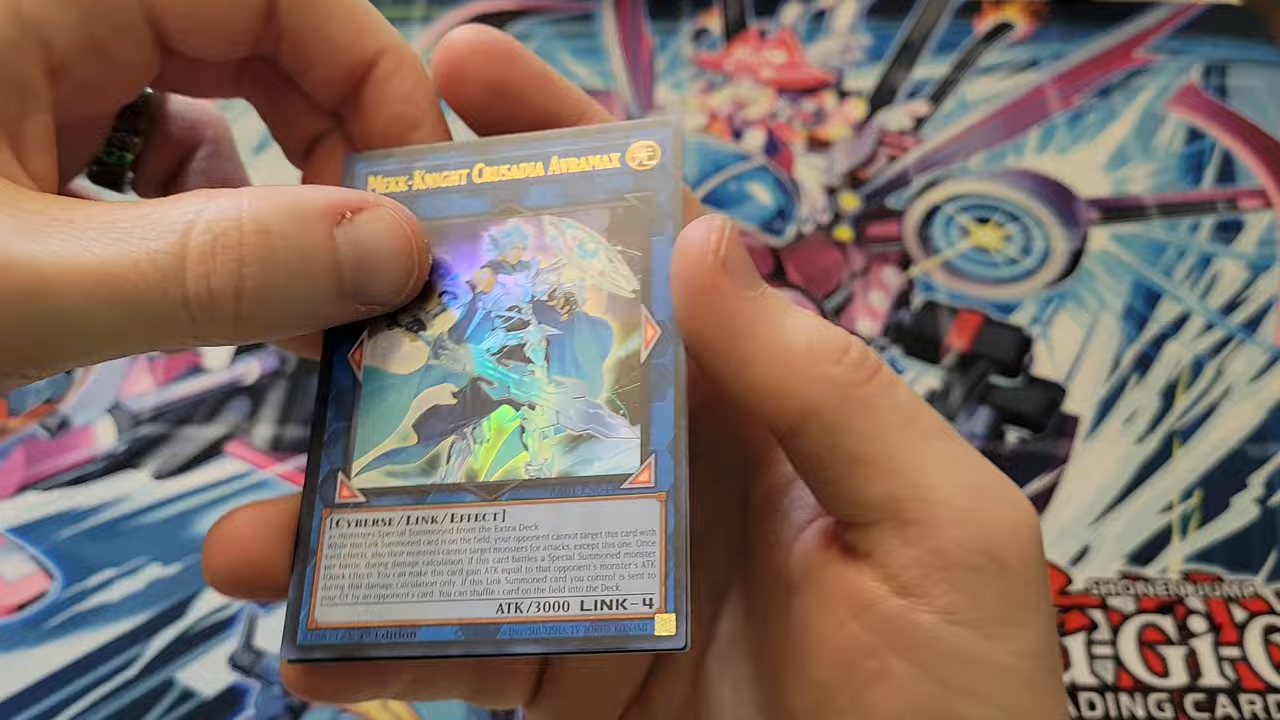 MEKK-KNIGHT CRUSADIA AVRAMAX
[CYBERSE/LINK/EFFECT]
2+ monsters Special Summoned from the Extra Deck
While this Link Summoned card is on the field, your opponent cannot target this card with
card effects, also their monsters cannot target monsters for attacks, except this one. Once
per battle, during damage calculation, if this card battles a Special Summoned monster
(Quick Effect): You can make this card gain ATK equal to that opponent's monster's ATK
during that damage calculation only. If this Link Summoned card you control is sent to
your GY by an opponent's card: You can shuffle 1 card on the field into the Deck.
ATK/3000 LINK-4
1st Edition
SHONEN JUMP
u-Gi-O
ADING CARD